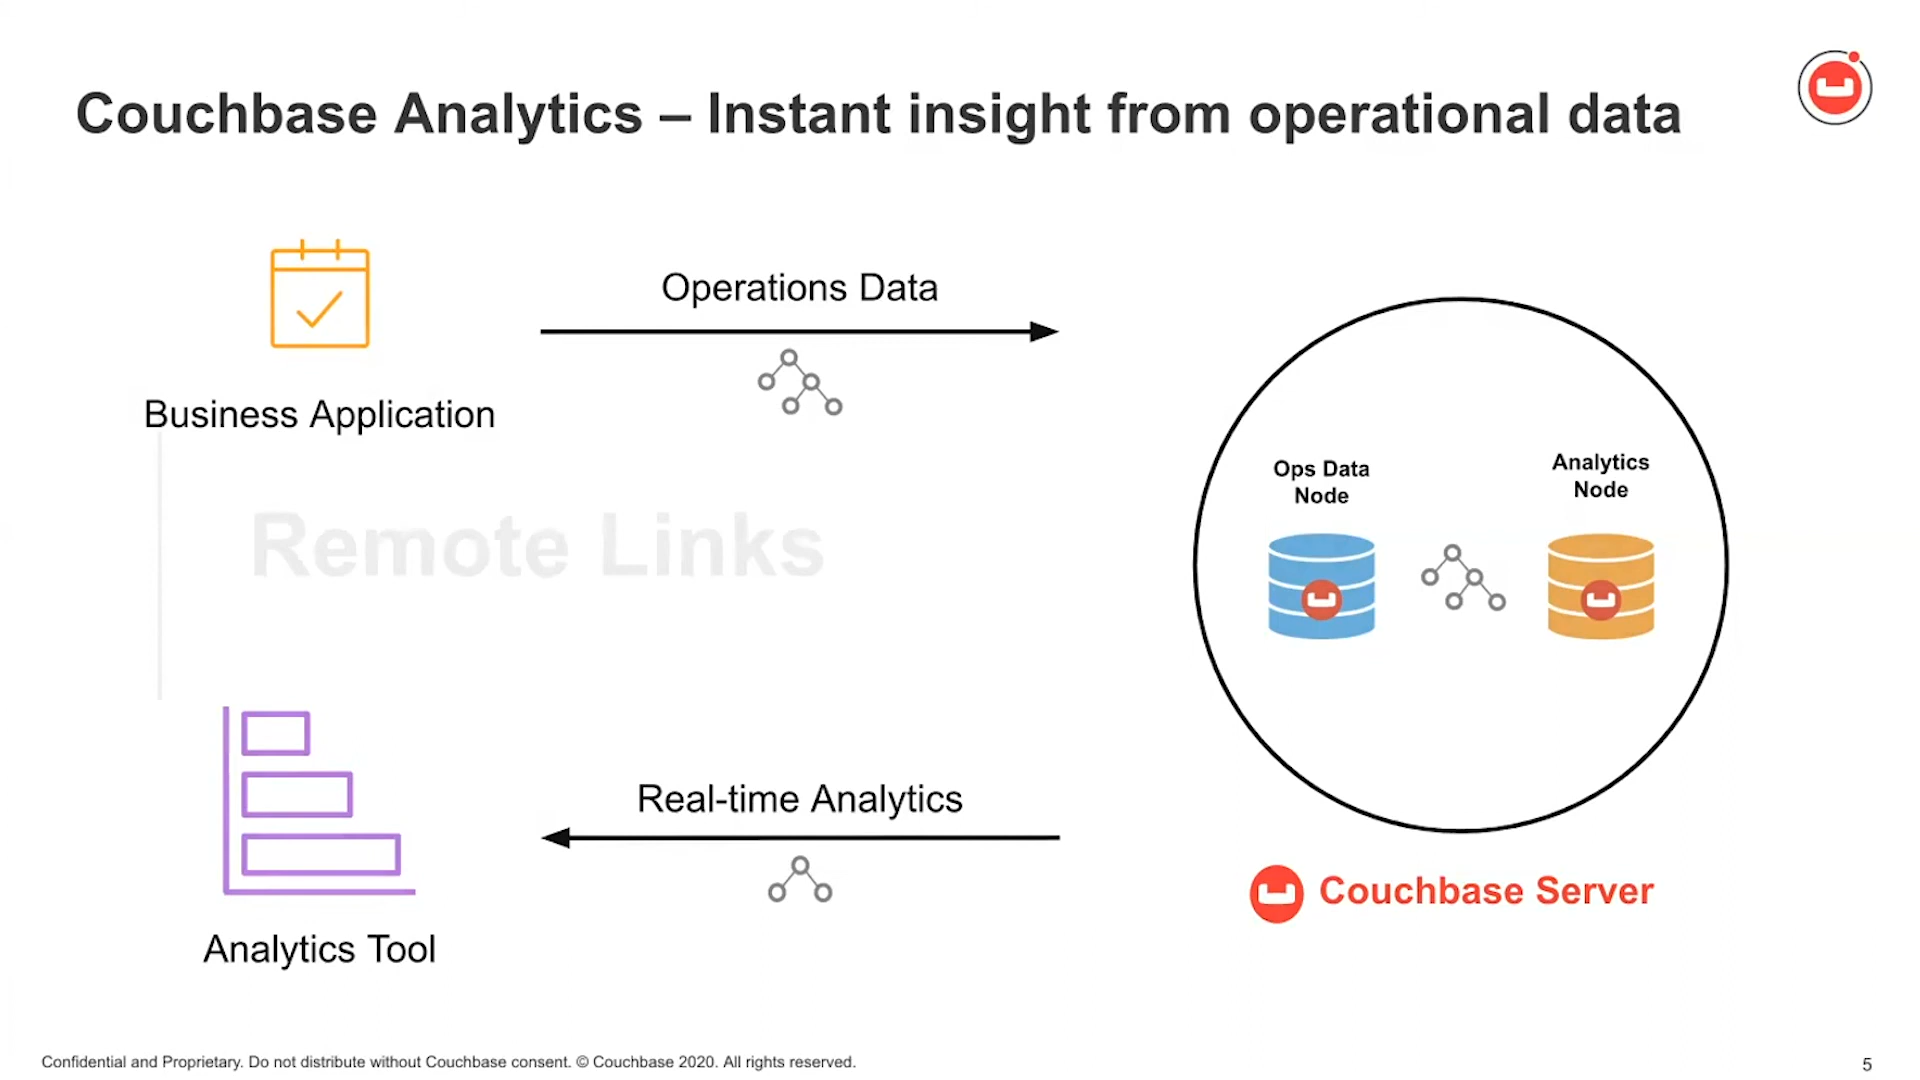 Couchbase Analytics – Instant insight from operational data
Operations Data
Business Application
Remote Links
Ops Data
Node
Analytics
Node
Real-time Analytics
Analytics Tool
Couchbase Server
Confidential and Proprietary. Do not distribute without Couchbase consent. © Couchbase 2020. All rights reserved.
5